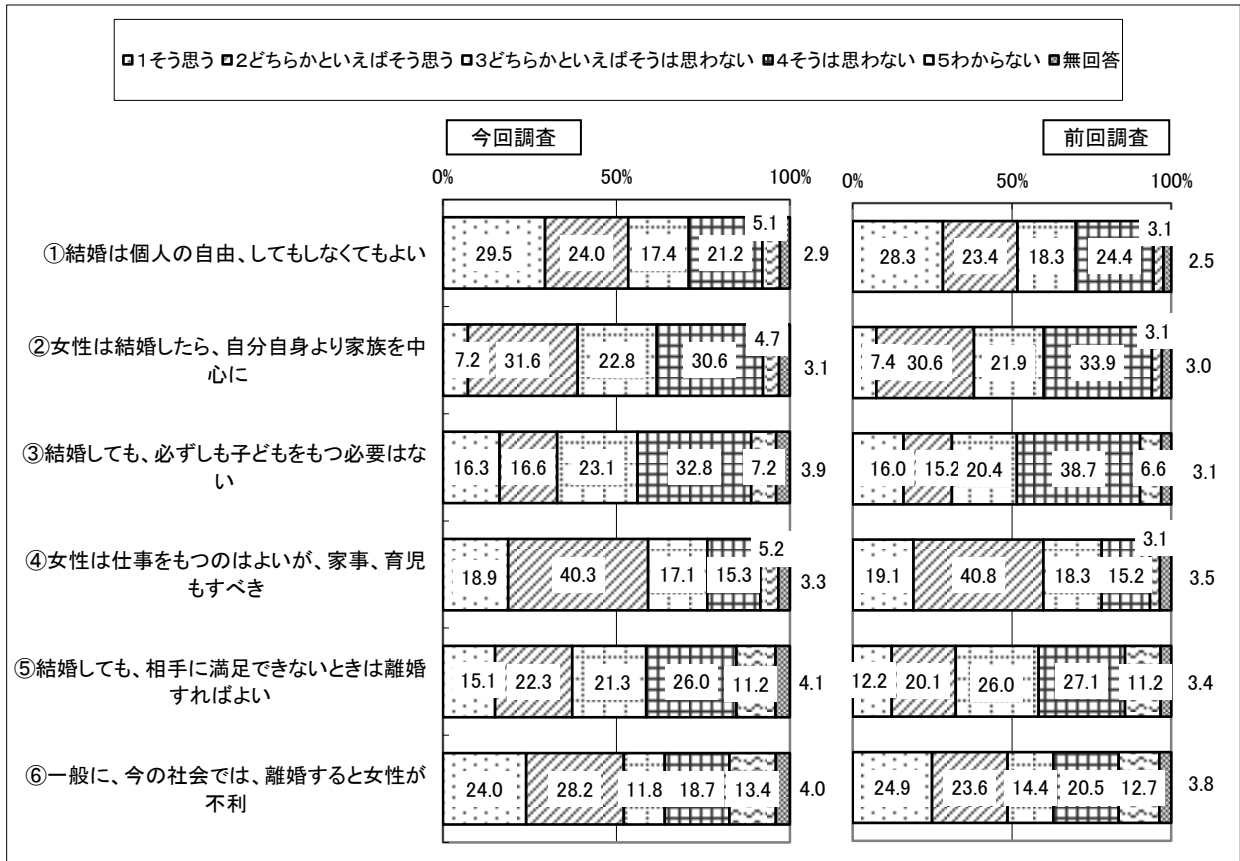 1そう思う 2どちらかといえばそう思う 3どちらかといえばそうは思わない 4そうは思わない 5わからない 無回答
今回調査
前回調査
0% 50% 100%
0% 50% 100%
①結婚は個人の自由、してもしなくてもよい
29.5 24.0 17.4 21.2 5.1 2.9
28.3 23.4 18.3 24.4 3.1 2.5
②女性は結婚したら、自分自身より家族を中
心に
7.2 31.6 22.8 30.6 4.7 3.1
7.4 30.6 21.9 33.9 3.1 3.0
③結婚しても、必ずしも子どもをもつ必要はな
い
16.3 16.6 23.1 32.8 7.2 3.9
16.0 15.2 20.4 38.7 6.6 3.1
④女性は仕事をもつのはよいが、家事、育児
もすべき
18.9 40.3 17.1 15.3 5.2 3.3
19.1 40.8 18.3 15.2 3.1 3.5
⑤結婚しても、相手に満足できないときは離婚
すればよい
15.1 22.3 21.3 26.0 11.2 4.1
12.2 20.1 26.0 27.1 11.2 3.4
⑥一般に、今の社会では、離婚すると女性が
不利
24.0 28.2 11.8 18.7 13.4 4.0
24.9 23.6 14.4 20.5 12.7 3.8